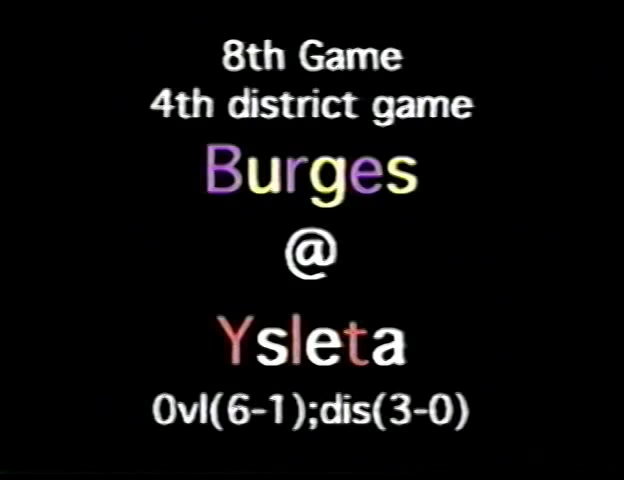 8th Game
4th district game
Burges
@
Ysleta
0vl(6-1);dis(3-0)